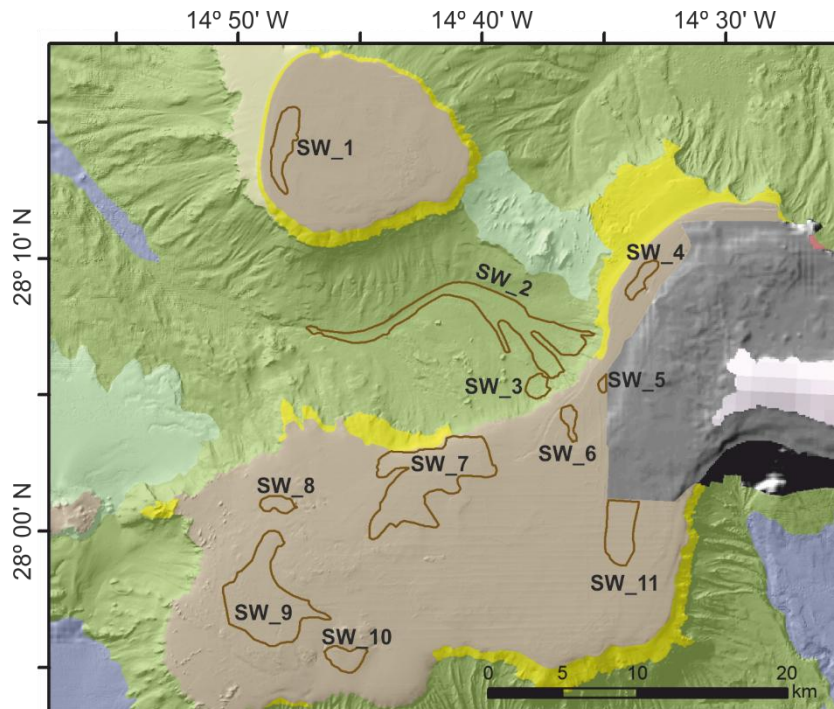 14º 50' W
14º 40' W
14º 30' W
28º 10' N
28º 00' N
SW_1
SW_2
SW_4
SW_3
SW_5
SW_6
SW_7
SW_8
SW_11
SW_9
SW_10
0 5 10 20
km